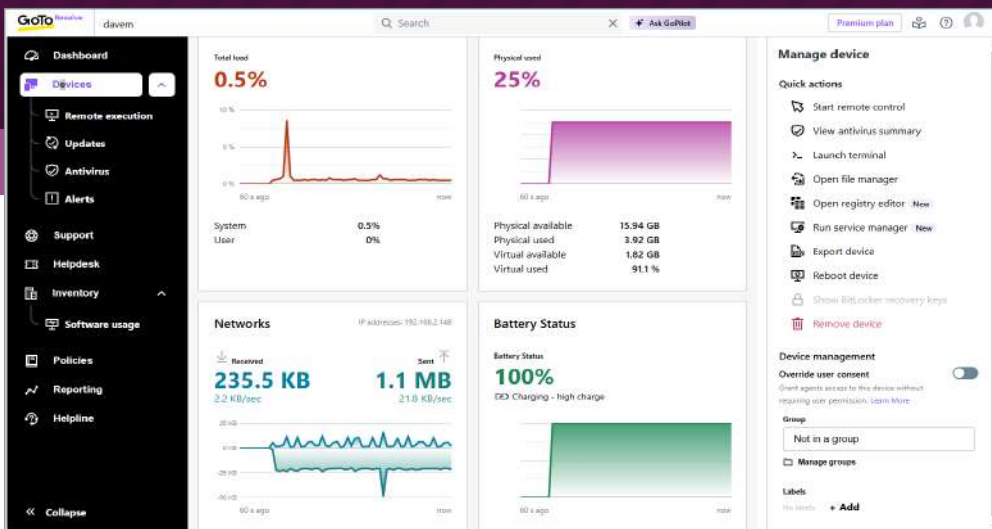 GoTo Resolve
davem
Search
Ask GoPilot
Premium plan
Dashboard
Devices
Remote execution
Updates
Antivirus
Alerts
Support
Helpdesk
Inventory
Software usage
Policies
Reporting
Helpline
Collapse
Total load
0.5%
10 %
5 %
0 %
60 s ago
now
System 0.5%
User 0%
Physical used
25%
60 s ago
now
Physical available 15.94 GB
Physical used 3.92 GB
Virtual available 1.82 GB
Virtual used 91.1 %
Networks
IP addresses: 192.168.2.148
Received
235.5 KB
2.2 KB/sec
Sent
1.1 MB
21.8 KB/sec
0 KB
60 s ago
now
Battery Status
Battery Status
100%
Charging - high charge
60 s ago
now
Manage device
Quick actions
Start remote control
View antivirus summary
Launch terminal
Open file manager
Open registry editor New
Run service manager New
Export device
Reboot device
Show BitLocker recovery keys
Remove device
Device management
Override user consent
Grant agents access to this device without
requiring user permission. Learn More
Group
Not in a group
Manage groups
Labels
No labels + Add